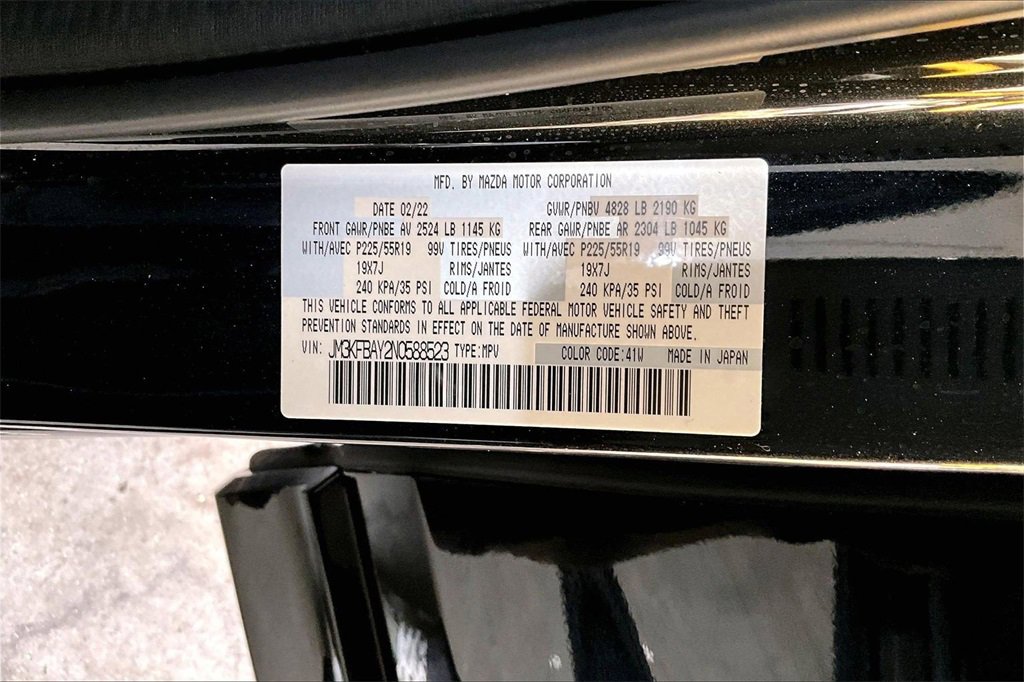 MFD. BY MAZDA MOTOR CORPORATION
DATE 02/22 GVWR/PNBV 4828 LB 2190 KG
FRONT GAWR/PNBE AV 2524 LB 1145 KG REAR GAWR/PNBE AR 2304 LB 1045 KG
WITH/AVEC P225/55R19 99V TIRES/PNEUS WITH/AVEC P225/55R19 99V TIRES/PNEUS
19X7J RIMS/JANTES 19X7J RIMS/JANTES
240 KPA/35 PSI COLD/A FROID 240 KPA/35 PSI COLD/A FROID
THIS VEHICLE CONFORMS TO ALL APPLICABLE FEDERAL MOTOR VEHICLE SAFETY AND THEFT
PREVENTION STANDARDS IN EFFECT ON THE DATE OF MANUFACTURE SHOWN ABOVE.
VIN: JM3KFBAY2N0588523 TYPE:MPV COLOR CODE:41W MADE IN JAPAN